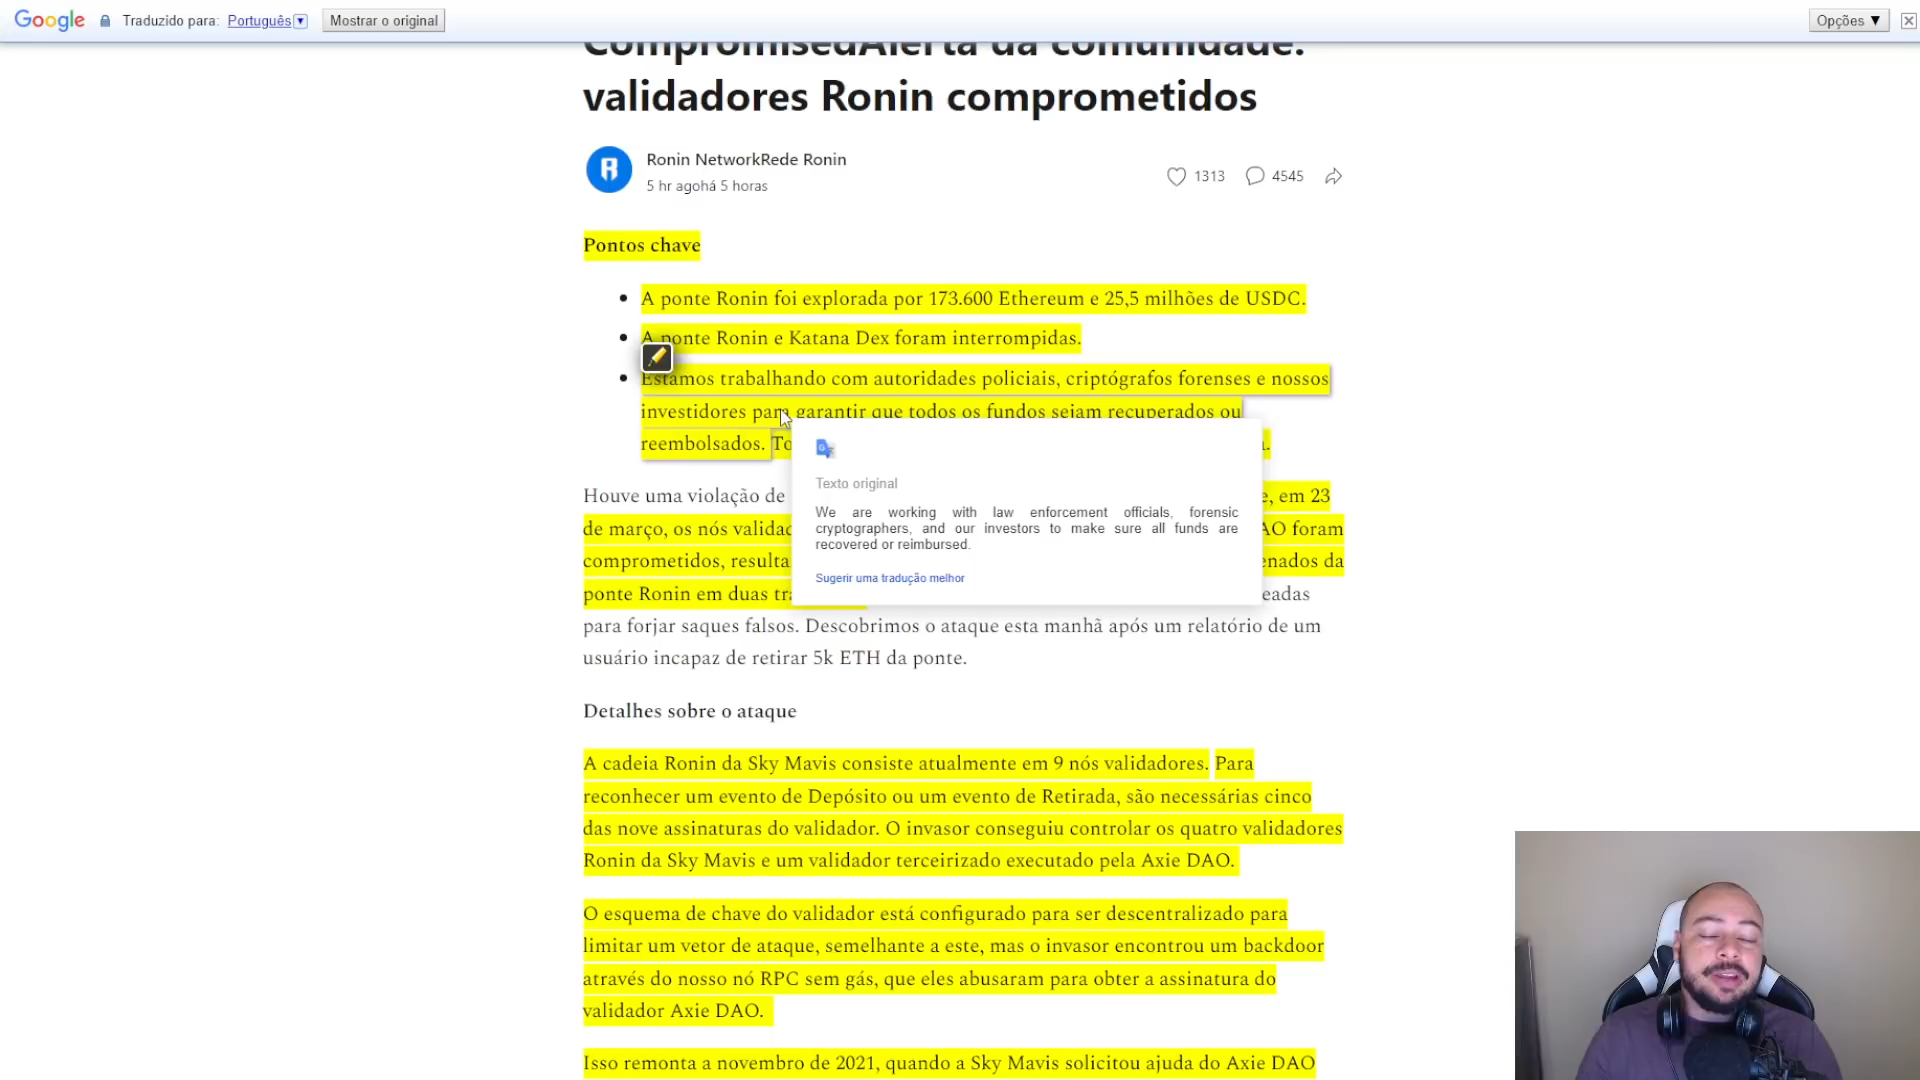 Google Traduzido para: Português ▼ Mostrar o original Opções ▼
CompromisedAlerta da comunidade:
validadores Ronin comprometidos
Ronin NetworkRede Ronin
5 hr agohá 5 horas
1313 4545
Pontos chave
A ponte Ronin foi explorada por 173.600 Ethereum e 25,5 milhões de USDC.
A ponte Ronin e Katana Dex foram interrompidas.
Estamos trabalhando com autoridades policiais, criptógrafos forenses e nossos
investidores para garantir que todos os fundos sejam recuperados ou
reembolsados.
Texto original
We are working with law enforcement officials, forensic
cryptographers, and our investors to make sure all funds are
recovered or reimbursed.
Sugerir uma tradução melhor
Houve uma violação de e, em 23
de março, os nós validad AO foram
comprometidos, resulta enados da
ponte Ronin em duas tra eadas
para forjar saques falsos. Descobrimos o ataque esta manhã após um relatório de um
usuário incapaz de retirar 5k ETH da ponte.
Detalhes sobre o ataque
A cadeia Ronin da Sky Mavis consiste atualmente em 9 nós validadores. Para
reconhecer um evento de Depósito ou um evento de Retirada, são necessárias cinco
das nove assinaturas do validador. O invasor conseguiu controlar os quatro validadores
Ronin da Sky Mavis e um validador terceirizado executado pela Axie DAO.
O esquema de chave do validador está configurado para ser descentralizado para
limitar um vetor de ataque, semelhante a este, mas o invasor encontrou um backdoor
através do nosso nó RPC sem gás, que eles abusaram para obter a assinatura do
validador Axie DAO.
Isso remonta a novembro de 2021, quando a Sky Mavis solicitou ajuda do Axie DAO